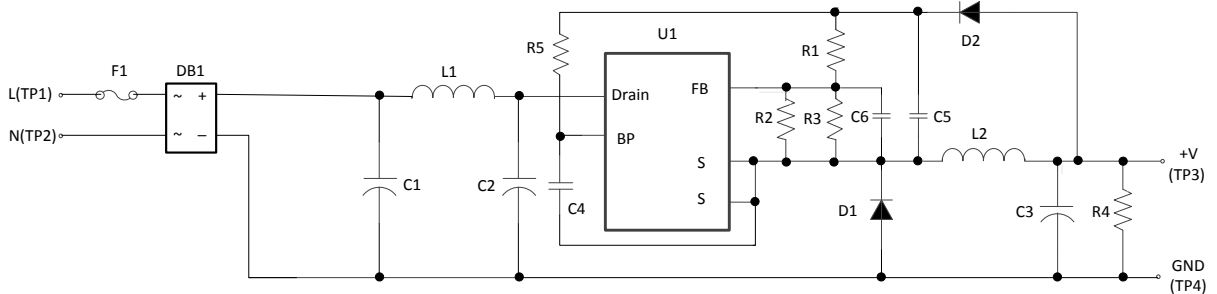 R5
U1
R1
D2
F1
DB1
L1
L(TP1)
~ +
Drain
FB
R2
R3
C6
C5
L2
N(TP2)
~ –
BP
S
+V
(TP3)
C1
C2
C4
S
D1
C3
R4
GND
(TP4)